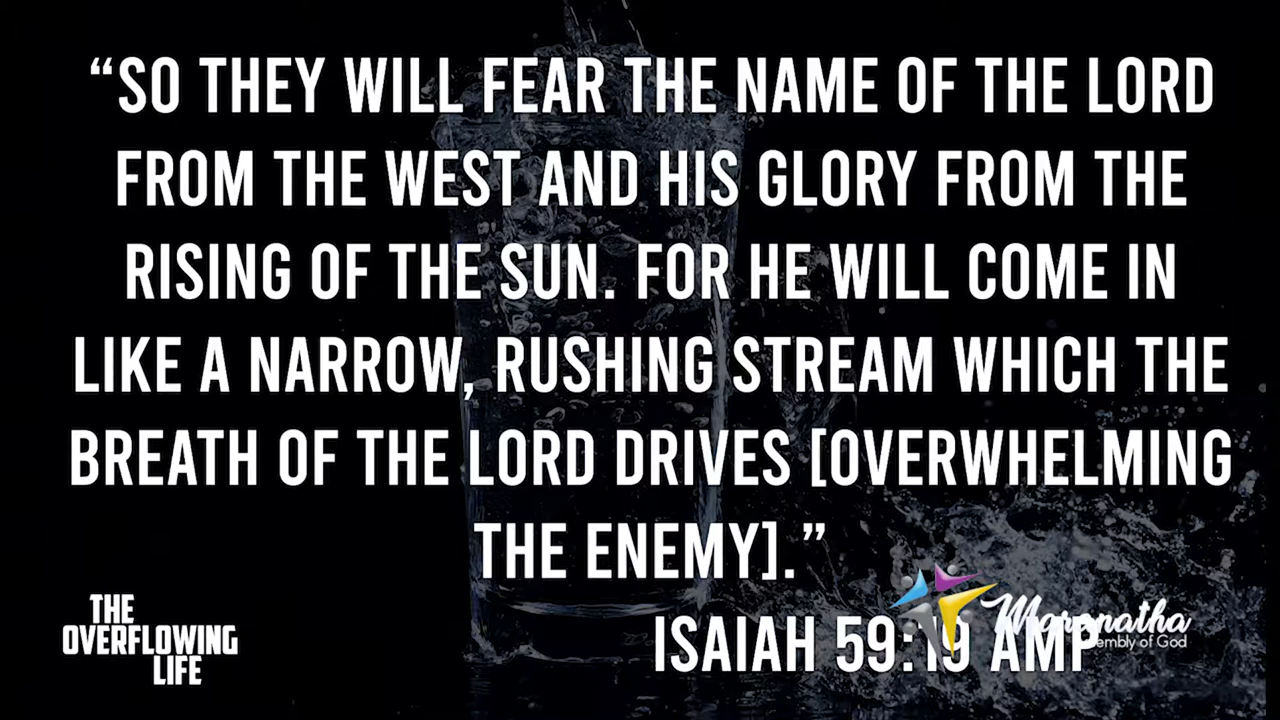 “SO THEY WILL FEAR THE NAME OF THE LORD
FROM THE WEST AND HIS GLORY FROM THE
RISING OF THE SUN. FOR HE WILL COME IN
LIKE A NARROW, RUSHING STREAM WHICH THE
BREATH OF THE LORD DRIVES [OVERWHELMING
THE ENEMY].”
ISAIAH 59:19 AMP
THE
OVERFLOWING
LIFE
Maranatha
of God